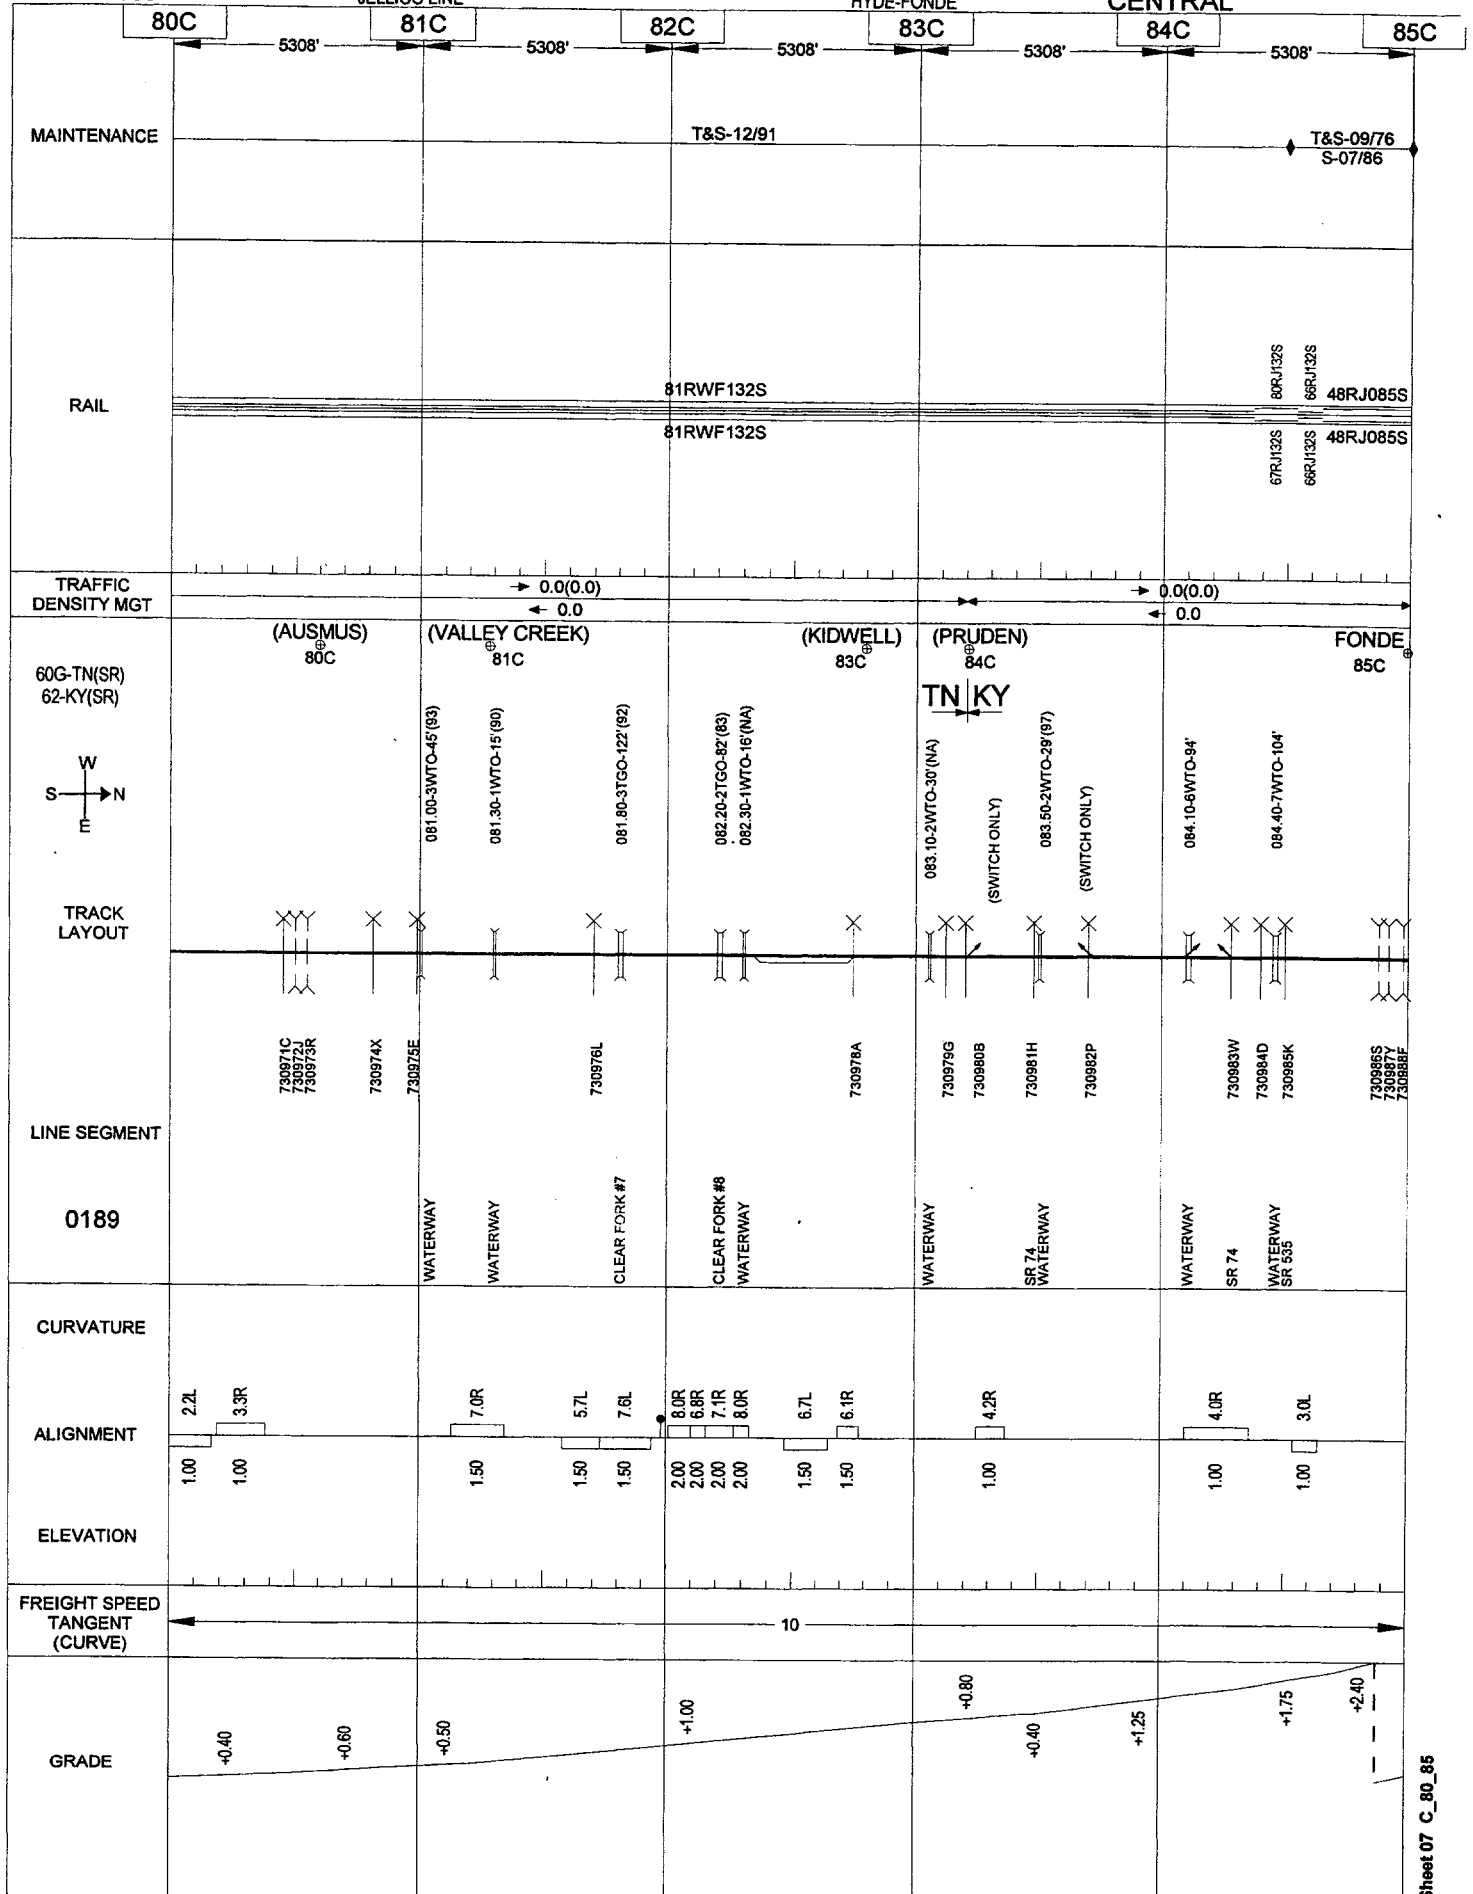 JELLICO LINE
HYDE-FONDE
CENTRAL
80C
81C
82C
83C
84C
85C
5308'
5308'
5308'
5308'
5308'
MAINTENANCE
T&S-12/91
T&S-09/76
S-07/86
RAIL
81RWF132S
81RWF132S
80RJ132S
66RJ132S
48RJ085S
67RJ132S
66RJ132S
48RJ085S
TRAFFIC
DENSITY MGT
0.0(0.0)
0.0
0.0(0.0)
0.0
60G-TN(SR)
62-KY(SR)
(AUSMUS)
80C
(VALLEY CREEK)
81C
(KIDWELL)
83C
(PRUDEN)
84C
FONDE
85C
TN KY
W
S N
E
081.00-3WTO-45'(93)
081.30-1WTO-15'(90)
081.80-3TGO-122'(92)
082.20-2TGO-82'(83)
082.30-1WTO-16'(NA)
083.10-2WTO-30'(NA)
(SWITCH ONLY)
083.50-2WTO-29'(97)
(SWITCH ONLY)
084.10-6WTO-94'
084.40-7WTO-104'
TRACK
LAYOUT
730971C
730972J
730973R
730974X
730975E
730976L
730978A
730979G
730980B
730981H
730982P
730983W
730984D
730985K
730986S
730987Y
730988F
LINE SEGMENT
0189
WATERWAY
WATERWAY
CLEAR FORK #7
CLEAR FORK #8
WATERWAY
WATERWAY
SR 74
WATERWAY
WATERWAY
SR 74
WATERWAY
SR 535
CURVATURE
2.2L
3.3R
7.0R
5.7L
7.6L
8.0R
6.8R
7.1R
8.0R
6.7L
6.1R
4.2R
4.0R
3.0L
ALIGNMENT
1.00
1.00
1.50
1.50
1.50
2.00
2.00
2.00
2.00
1.50
1.50
1.00
1.00
1.00
ELEVATION
FREIGHT SPEED
TANGENT
(CURVE)
10
GRADE
+0.40
+0.60
+0.50
+1.00
+0.80
+0.40
+1.25
+1.75
+2.40
Sheet 07 C_80_85